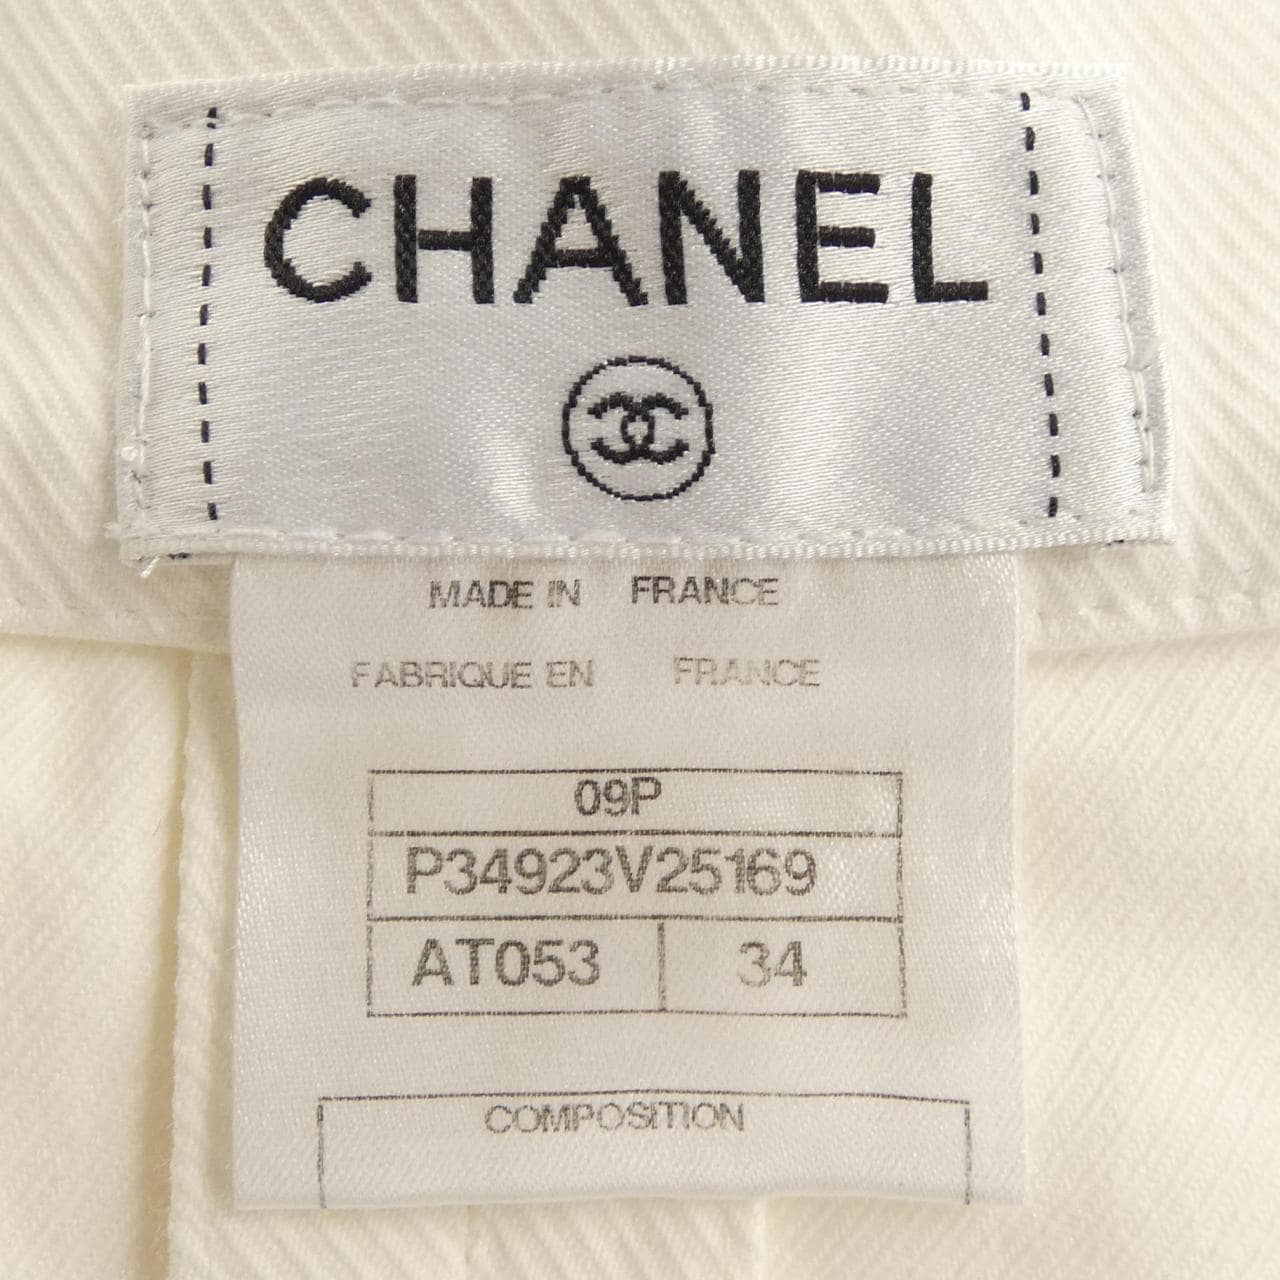 CHANEL
MADE IN FRANCE
FABRIQUE EN FRANCE
09P
P34923V25169
AT053 34
COMPOSITION